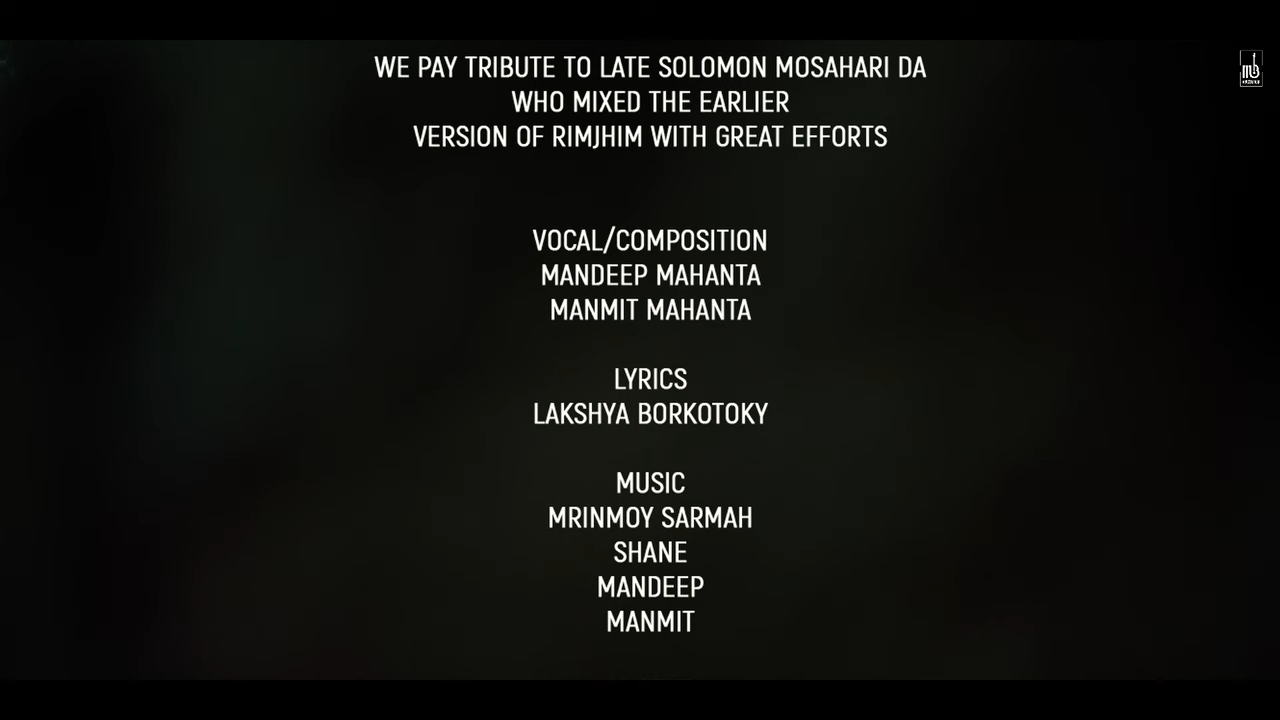 WE PAY TRIBUTE TO LATE SOLOMON MOSAHARI DA
WHO MIXED THE EARLIER
VERSION OF RIMJHIM WITH GREAT EFFORTS
VOCAL/COMPOSITION
MANDEEP MAHANTA
MANMIT MAHANTA
LYRICS
LAKSHYA BORKOTOKY
MUSIC
MRINMOY SARMAH
SHANE
MANDEEP
MANMIT